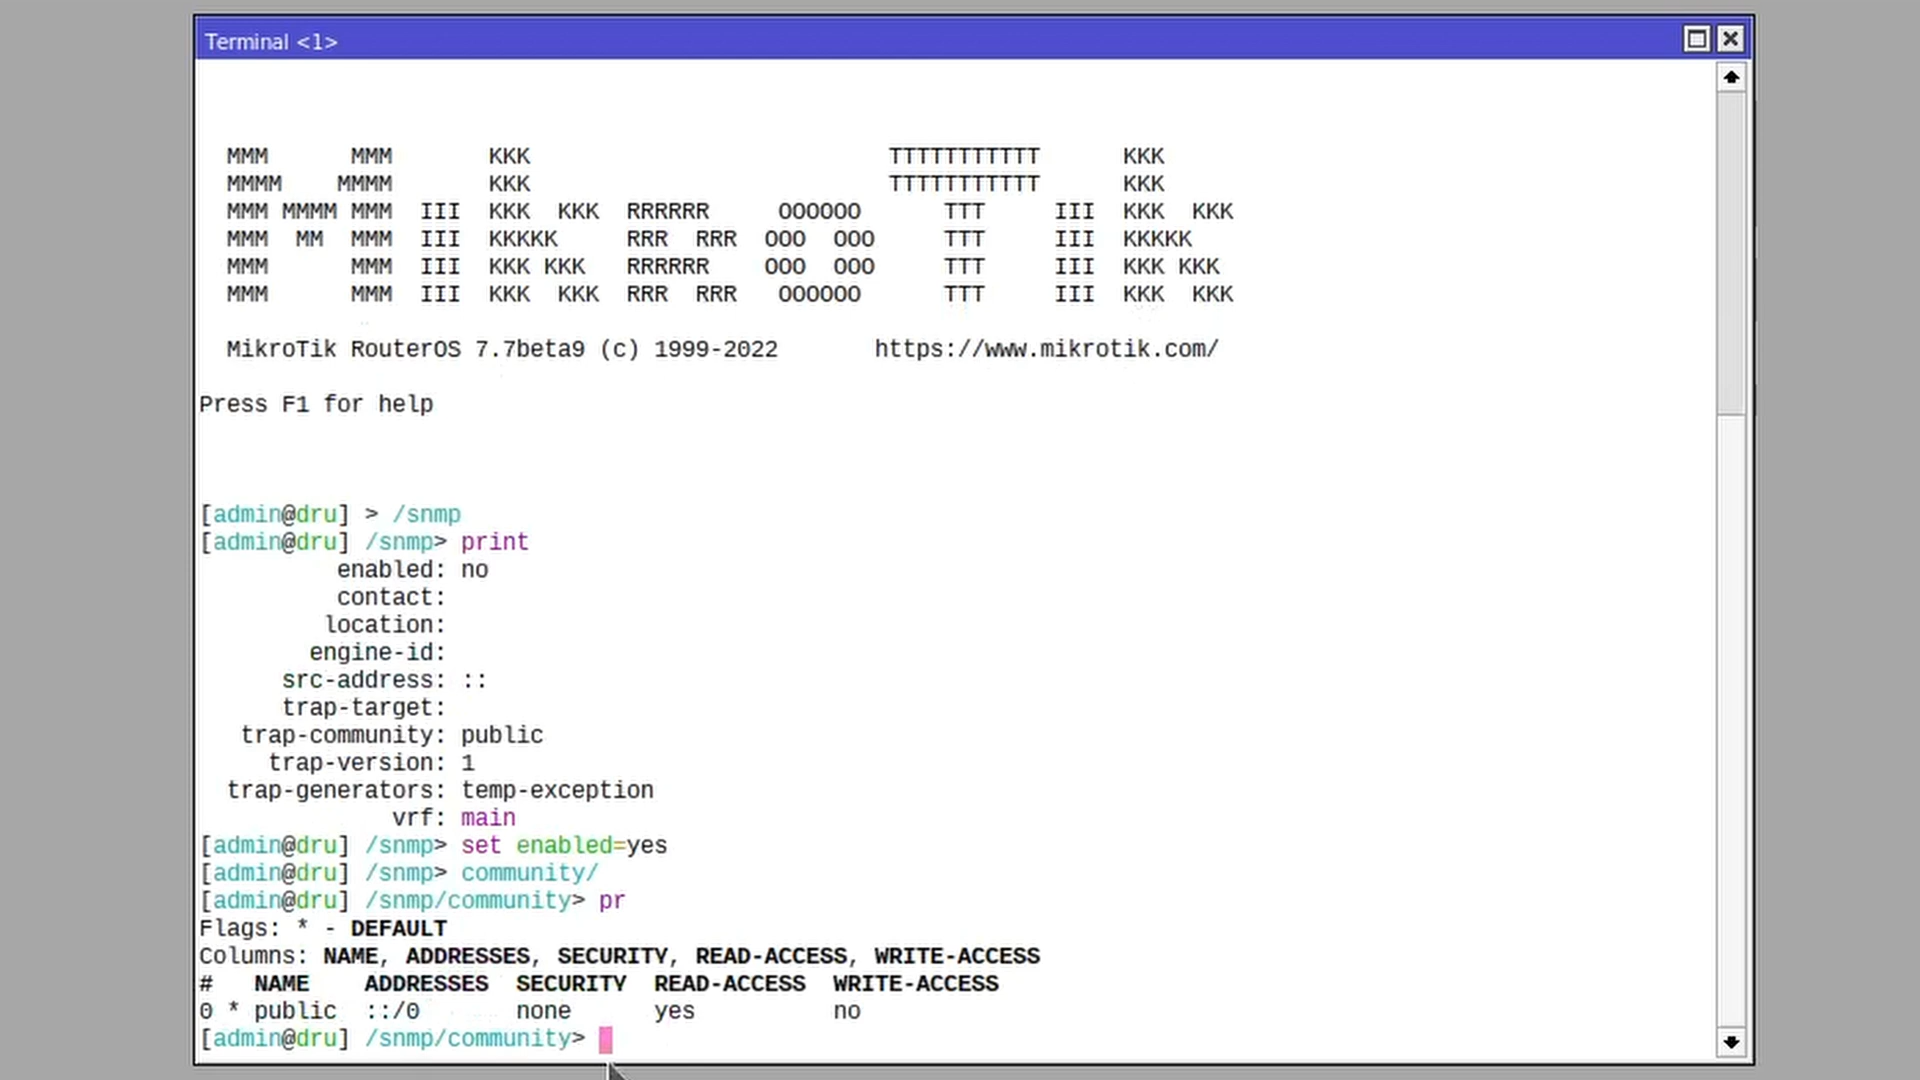 Terminal <1>
  MMM      MMM       KKK                          TTTTTTTTTTT      KKK
  MMMM    MMMM       KKK                          TTTTTTTTTTT      KKK
  MMM MMMM MMM  III  KKK  KKK  RRRRRR     OOOOOO      TTT     III  KKK  KKK
  MMM  MM  MMM  III  KKKKK     RRR  RRR  OOO  OOO     TTT     III  KKKKK
  MMM      MMM  III  KKK KKK   RRRRRR    OOO  OOO     TTT     III  KKK KKK
  MMM      MMM  III  KKK  KKK  RRR  RRR   OOOOOO      TTT     III  KKK  KKK
  MikroTik RouterOS 7.7beta9 (c) 1999-2022       https://www.mikrotik.com/
Press F1 for help
[admin@dru] > /snmp
[admin@dru] /snmp> print
          enabled: no
          contact:
         location:
        engine-id:
      src-address: ::
      trap-target:
   trap-community: public
     trap-version: 1
  trap-generators: temp-exception
              vrf: main
[admin@dru] /snmp> set enabled=yes
[admin@dru] /snmp> community/
[admin@dru] /snmp/community> pr
Flags: * - DEFAULT
Columns: NAME, ADDRESSES, SECURITY, READ-ACCESS, WRITE-ACCESS
#   NAME    ADDRESSES  SECURITY  READ-ACCESS  WRITE-ACCESS
0 * public  ::/0       none      yes          no
[admin@dru] /snmp/community>